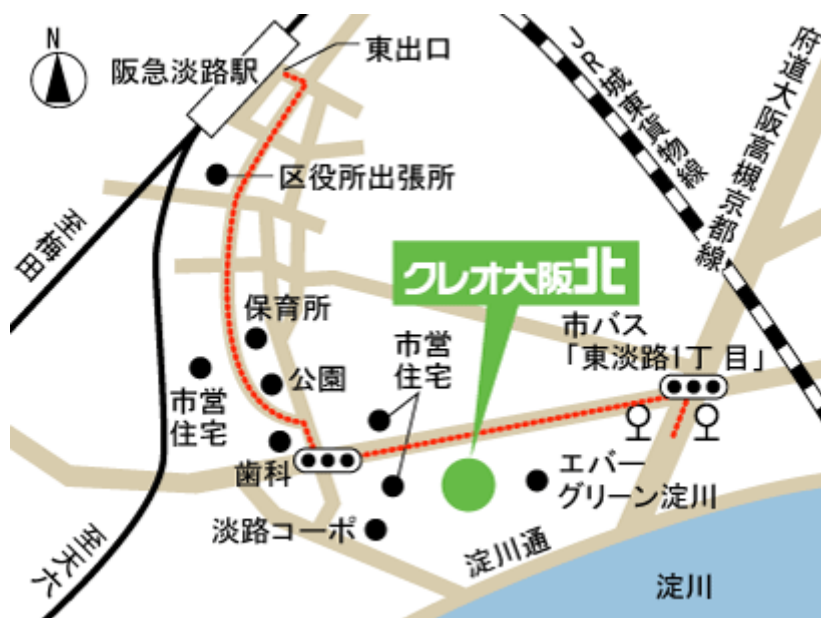 N
阪急淡路駅
東出口
JR城東貨物線
府道大阪高槻京都線
区役所出張所
至梅田
クレオ大阪北
保育所
市バス
「東淡路1丁目」
市営
住宅
公園
市営
住宅
歯科
エバー
グリーン淀川
淡路コーポ
淀川通
至天六
淀川